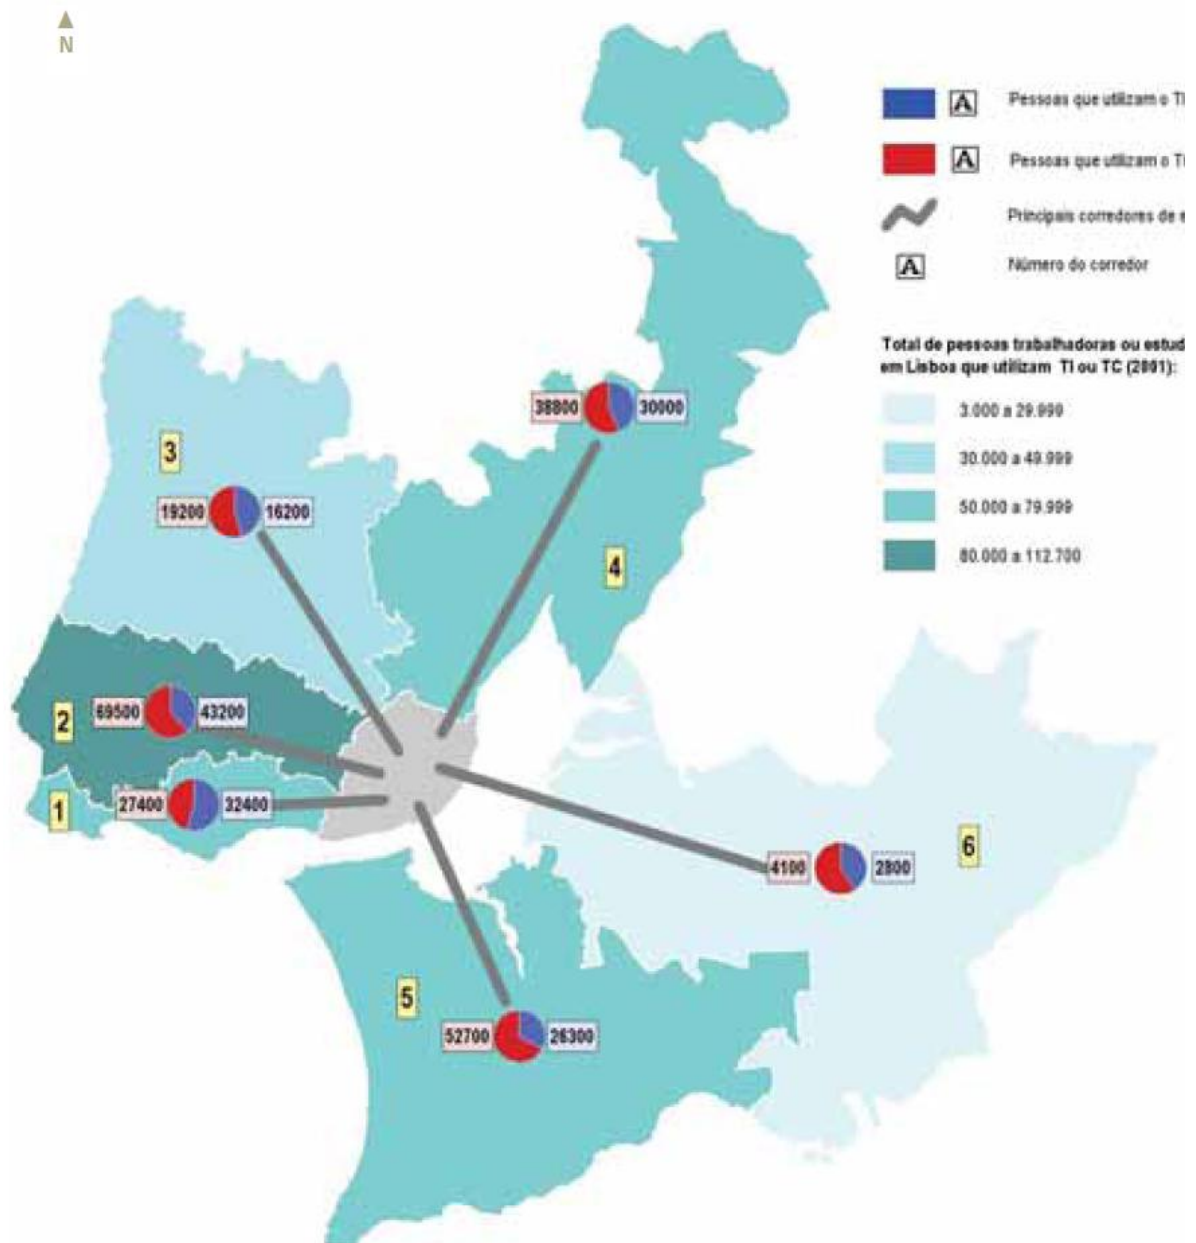 N
A Pessoas que utilizam o TI
A Pessoas que utilizam o TI
Principais corredores de e
A Número do corredor
Total de pessoas trabalhadoras ou estud
em Lisboa que utilizam TI ou TC (2001):
3.000 a 29.999
30.000 a 49.999
50.000 a 79.999
80.000 a 112.700
38800 30000
3
19200 16200
4
69500 43200
2
1
27400 32400
6
4100 2800
5
52700 26300